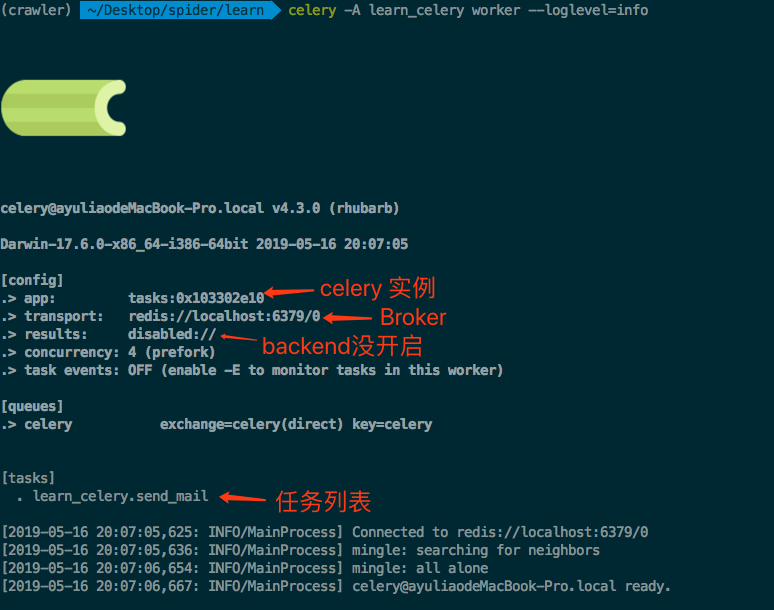 (crawler) ~/Desktop/spider/learn celery -A learn_celery worker --loglevel=info
celery@ayuliaodeMacBook-Pro.local v4.3.0 (rhubarb)
Darwin-17.6.0-x86_64-i386-64bit 2019-05-16 20:07:05
[config]
.> app: tasks:0x103302e10 celery 实例
.> transport: redis://localhost:6379/0 Broker
.> results: disabled:// backend没开启
.> concurrency: 4 (prefork)
.> task events: OFF (enable -E to monitor tasks in this worker)
[queues]
.> celery exchange=celery(direct) key=celery
[tasks]
. learn_celery.send_mail 任务列表
[2019-05-16 20:07:05,625: INFO/MainProcess] Connected to redis://localhost:6379/0
[2019-05-16 20:07:05,636: INFO/MainProcess] mingle: searching for neighbors
[2019-05-16 20:07:06,654: INFO/MainProcess] mingle: all alone
[2019-05-16 20:07:06,667: INFO/MainProcess] celery@ayuliaodeMacBook-Pro.local ready.